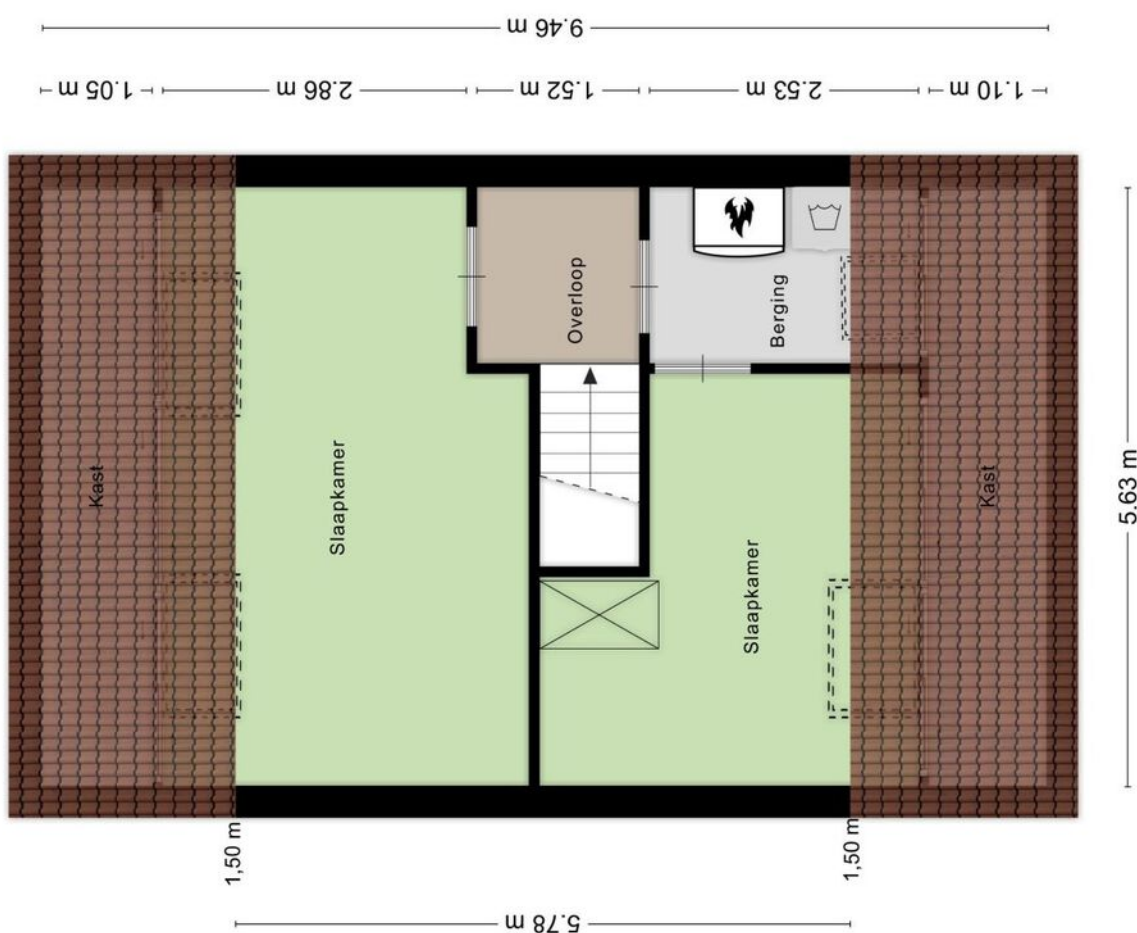 9.46 m
1.05 m
2.86 m
1.52 m
2.53 m
1.10 m
Overloop
Berging
Kast
Slaapkamer
Kast
5.63 m
Slaapkamer
1,50 m
1,50 m
5.78 m